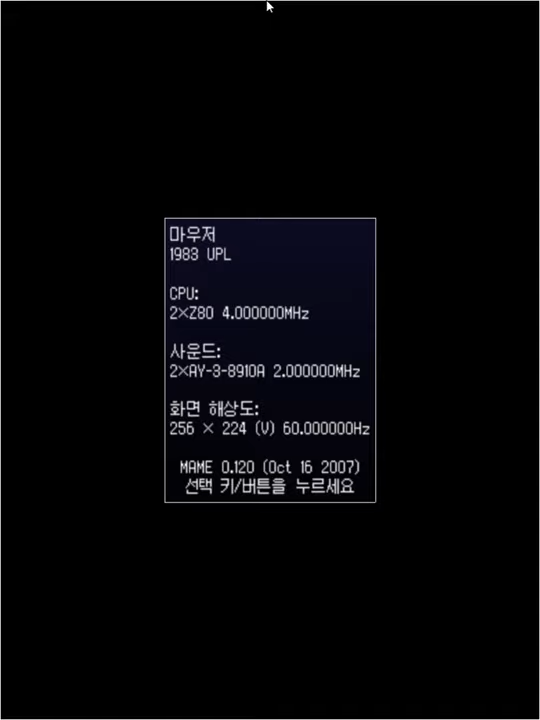 마우저
1983 UPL
CPU:
2×Z80 4.000000MHz
사운드:
2×AY-3-8910A 2.000000MHz
화면 해상도:
256 × 224 (V) 60.000000Hz
MAME 0.120 (Oct 16 2007)
선택 키/버튼을 누르세요